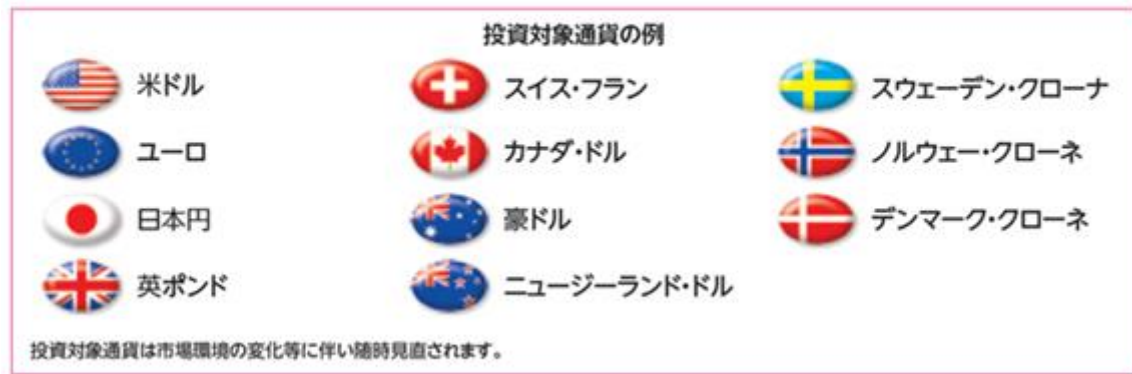 投資対象通貨の例
米ドル
スイス・フラン
スウェーデン・クローナ
ユーロ
カナダ・ドル
ノルウェー・クローネ
日本円
豪ドル
デンマーク・クローネ
英ポンド
ニュージーランド・ドル
投資対象通貨は市場環境の変化等に伴い随時見直されます。